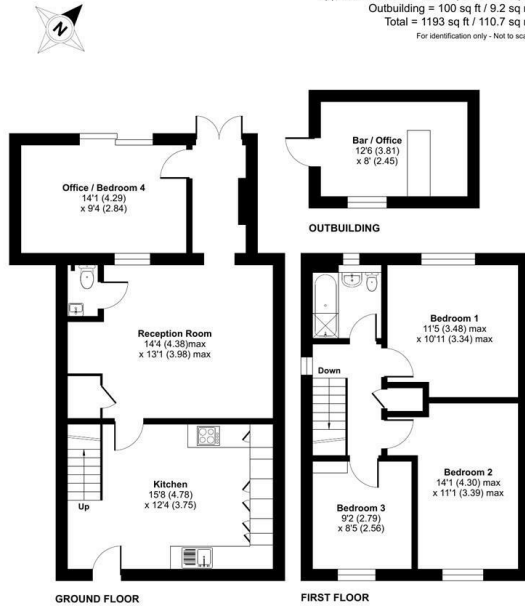 Outbuilding = 100 sq ft / 9.2 sq
Total = 1193 sq ft / 110.7 sq
For identification only - Not to
N
Bar / Office
12'6 (3.81)
x 8' (2.45)
OUTBUILDING
Office / Bedroom 4
14'1 (4.29)
x 9'4 (2.84)
Reception Room
14'4 (4.38)max
x 13'1 (3.98) max
Kitchen
15'8 (4.78)
x 12'4 (3.75)
Up
GROUND FLOOR
Bedroom 1
11'5 (3.48) max
x 10'11 (3.34) max
Down
Bedroom 2
14'1 (4.30) max
x 11'1 (3.39) max
Bedroom 3
9'2 (2.79)
x 8'5 (2.56)
FIRST FLOOR